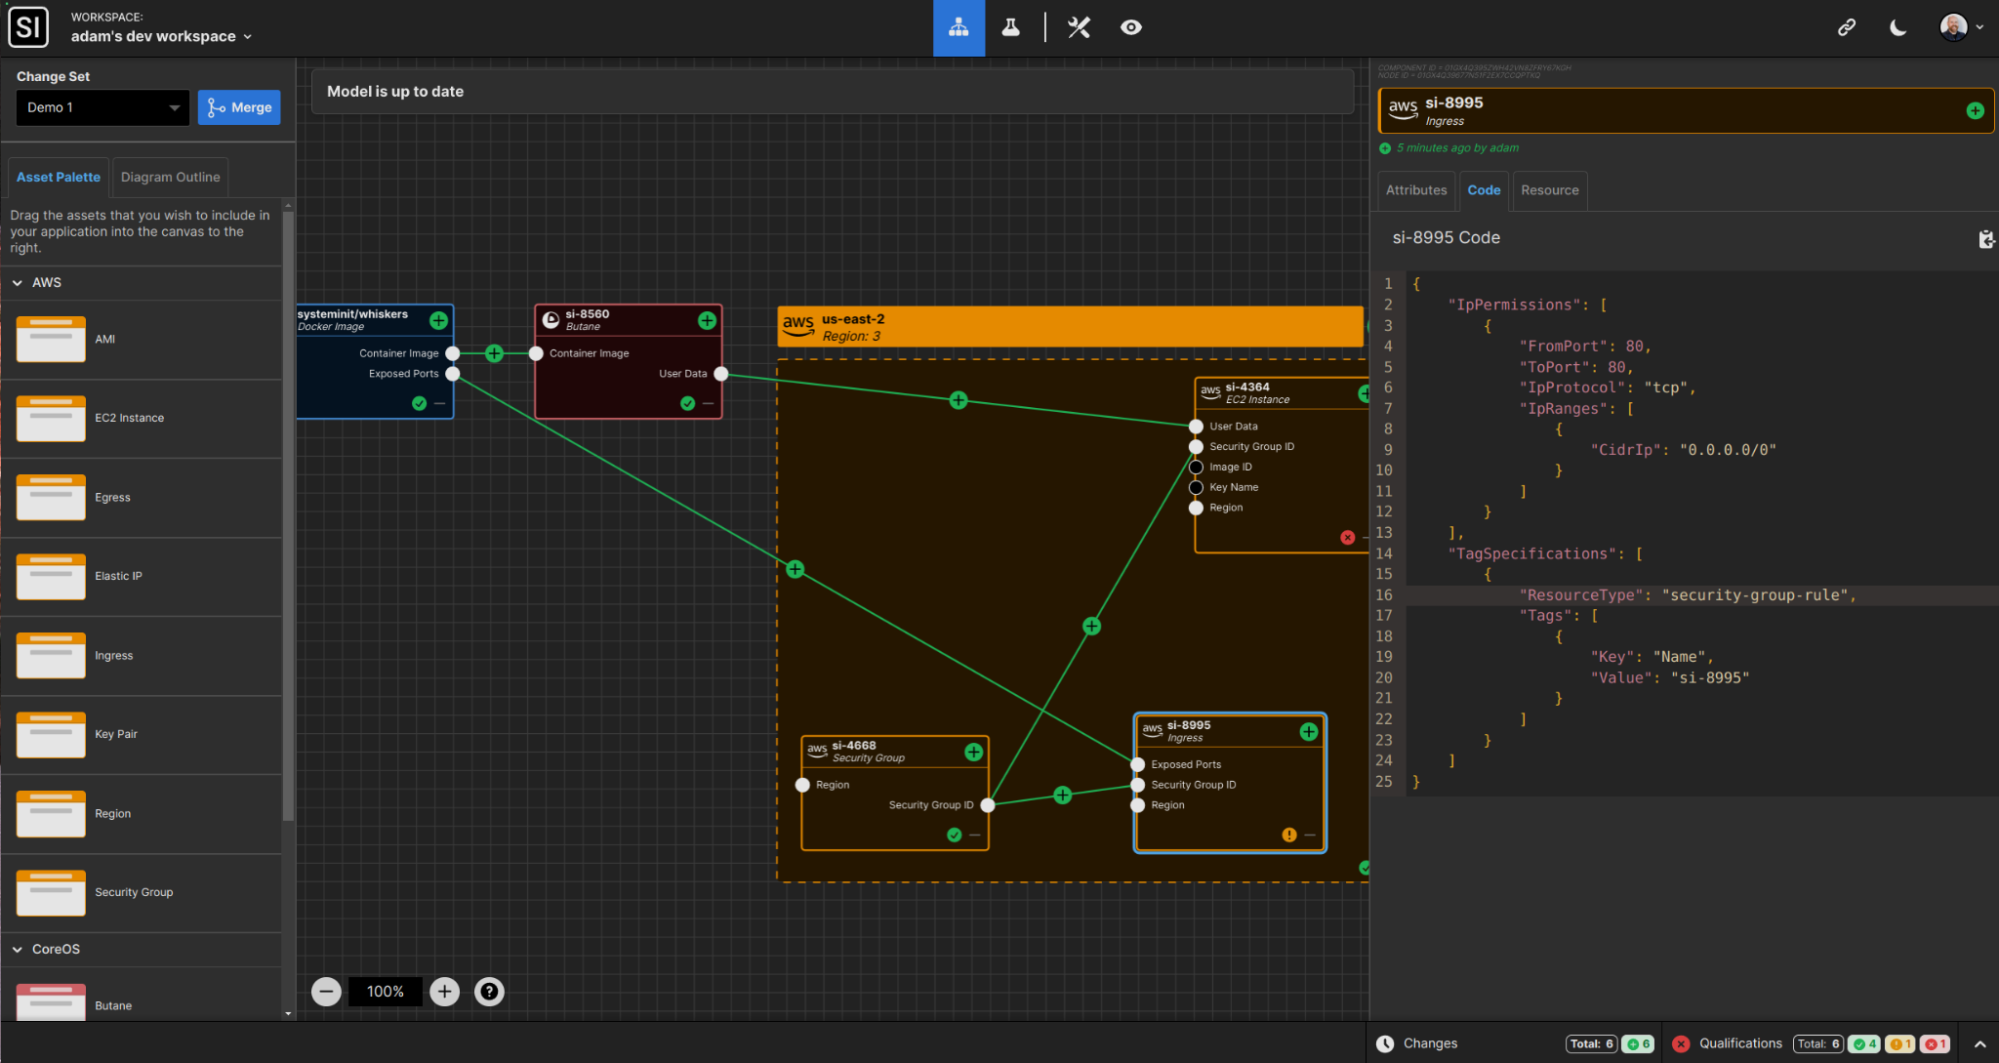 SI
WORKSPACE:
adam's dev workspace
Change Set
Demo 1
Merge
Asset Palette
Diagram Outline
Drag the assets that you wish to include in
your application into the canvas to the
right.
AWS
AMI
EC2 Instance
Egress
Elastic IP
Ingress
Key Pair
Region
Security Group
CoreOS
Butane
Model is up to date
systeminit/whiskers
Docker Image
Container Image
Exposed Ports
si-8560
Butane
Container Image
User Data
aws
us-east-2
Region: 3
aws
si-4364
EC2 Instance
User Data
Security Group ID
Image ID
Key Name
Region
aws
si-4668
Security Group
Region
Security Group ID
aws
si-8995
Ingress
Exposed Ports
Security Group ID
Region
100%
aws
si-8995
Ingress
5 minutes ago by adam
Attributes
Code
Resource
si-8995 Code
1 {
2 "IpPermissions": [
3 {
4 "FromPort": 80,
5 "ToPort": 80,
6 "IpProtocol": "tcp",
7 "IpRanges": [
8 {
9 "CidrIp": "0.0.0.0/0"
10 }
11 ]
12 }
13 ],
14 "TagSpecifications": [
15 {
16 "ResourceType": "security-group-rule",
17 "Tags": [
18 {
19 "Key": "Name",
20 "Value": "si-8995"
21 }
22 ]
23 }
24 ]
25 }
Changes
Total: 6
6
Qualifications
Total: 6
4
1
1